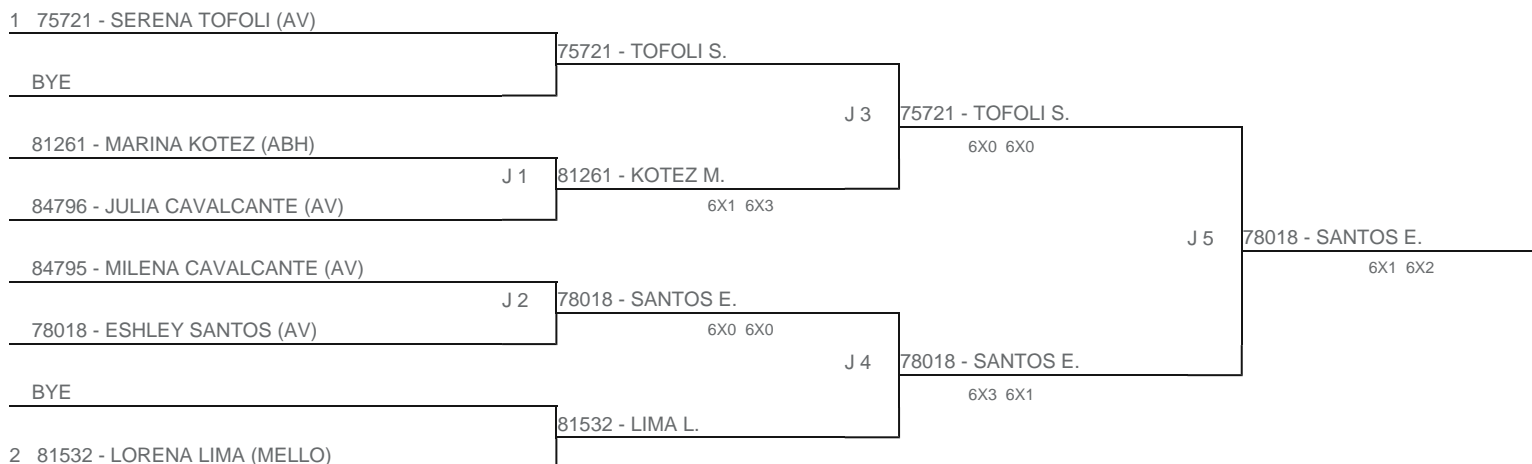 1 75721 - SERENA TOFOLI (AV)
75721 - TOFOLI S.
BYE
J 3
75721 - TOFOLI S.
6X0 6X0
81261 - MARINA KOTEZ (ABH)
J 1
81261 - KOTEZ M.
6X1 6X3
84796 - JULIA CAVALCANTE (AV)
J 5
78018 - SANTOS E.
6X1 6X2
84795 - MILENA CAVALCANTE (AV)
J 2
78018 - SANTOS E.
6X0 6X0
78018 - ESHLEY SANTOS (AV)
J 4
78018 - SANTOS E.
6X3 6X1
BYE
81532 - LIMA L.
2 81532 - LORENA LIMA (MELLO)